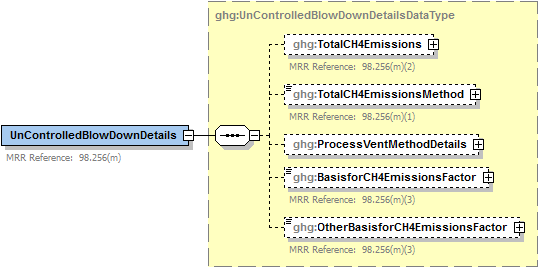 ghg:UnControlledBlowDownDetailsDataType
ghg:TotalCH4Emissions
MRR Reference: 98.256(m)(2)
ghg:TotalCH4EmissionsMethod
MRR Reference: 98.256(m)(1)
UnControlledBlowDownDetails
MRR Reference: 98.256(m)
ghg:ProcessVentMethodDetails
ghg:BasisforCH4EmissionsFactor
MRR Reference: 98.256(m)(3)
ghg:OtherBasisforCH4EmissionsFactor
MRR Reference: 98.256(m)(3)